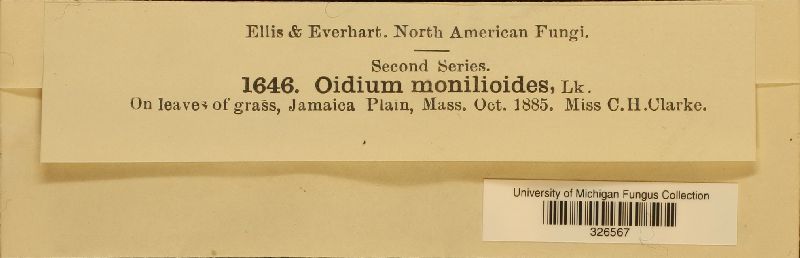 Ellis & Everhart. North American Fungi.
Second Series.
1646. Oidium monilioides, Lk.
On leaves of grass, Jamaica Plain, Mass. Oct. 1885. Miss C.H.Clarke.
University of Michigan Fungus Collection
326567